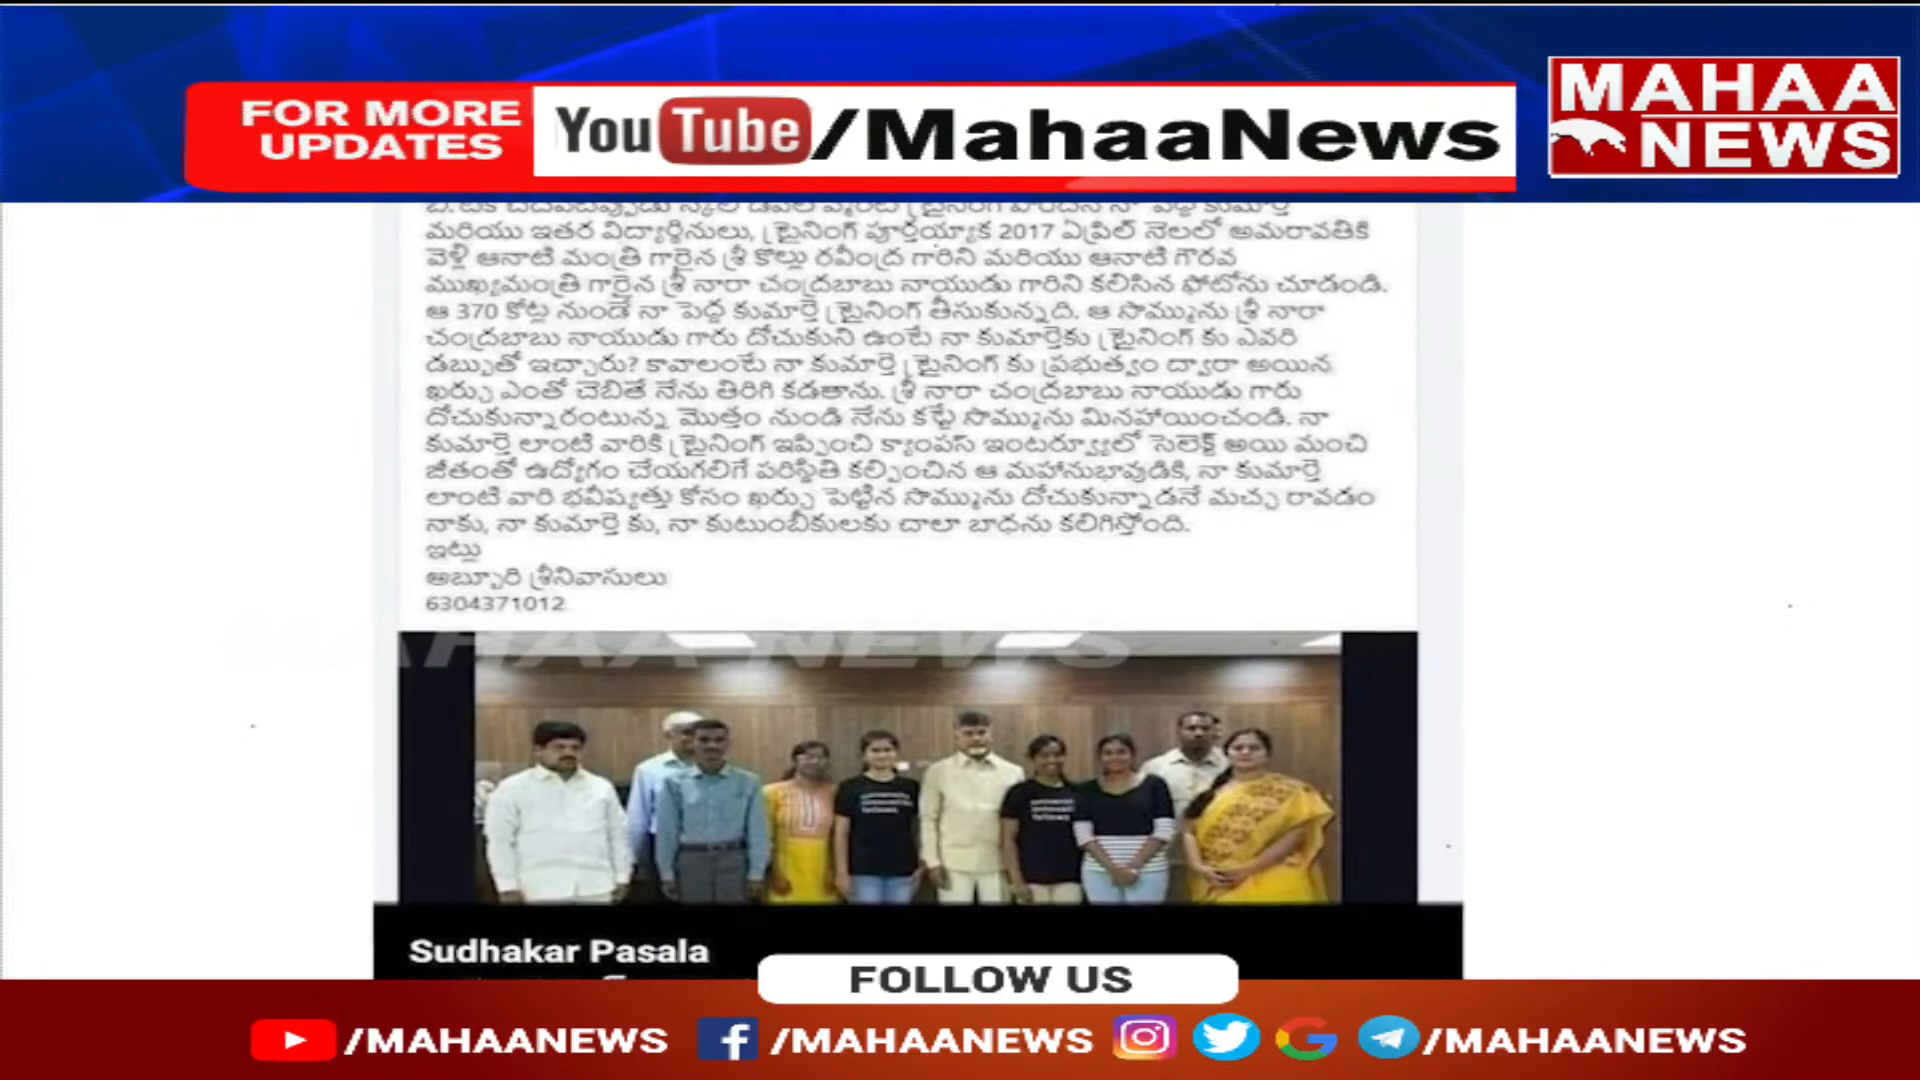 FOR MORE
UPDATES
YouTube/MahaaNews
MAHAA
NEWS
మరియు ఇతర విద్యార్థినులు, ట్రైనింగ్ పూర్తయ్యాక 2017 ఏప్రిల్ నెలలో అమరావతికి
వెళ్లి ఆనాటి మంత్రి గారైన శ్రీ కొల్లు రవీంద్ర గారిని మరియు ఆనాటి గౌరవ
ముఖ్యమంత్రి గారైన శ్రీ నారా చంద్రబాబు నాయుడు గారిని కలిసిన ఫోటోను చూడండి.
ఆ 370 కోట్ల నుండే నా పెద్ద కుమార్తె ట్రైనింగ్ తీసుకున్నది. ఆ సొమ్మును శ్రీ నారా
చంద్రబాబు నాయుడు గారు దోచుకుని ఉంటే నా కుమార్తెకు ట్రైనింగ్ కు ఎవరి
డబ్బుతో ఇచ్చారు? కావాలంటే నా కుమార్తె ట్రైనింగ్ కు ప్రభుత్వం ద్వారా అయిన
ఖర్చు ఎంతో చెబితే నేను తిరిగి కడతాను. శ్రీ నారా చంద్రబాబు నాయుడు గారు
దోచుకున్నారంటున్న మొత్తం నుండి నేను కళ్ళే సొమ్మును మినహాయించండి. నా
కుమార్తె లాంటి వారికి ట్రైనింగ్ ఇప్పించి క్యాంపస్ ఇంటర్వ్యూలో సెలెక్ట్ అయి మంచి
జీతంతో ఉద్యోగం చేయగలిగే పరిస్థితి కల్పించిన ఆ మహానుభావుడికి, నా కుమార్తె
లాంటి వారి భవిష్యత్తు కోసం ఖర్చు పెట్టిన సొమ్మును దోచుకున్నాడనే మచ్చ రావడం
నాకు, నా కుమార్తె కు, నా కుటుంబీకులకు చాలా బాధను కలిగిస్తోంది.
ఇట్లు
అబ్బూరి శ్రీనివాసులు
6304371012
MAHAA NEWS
Sudhakar Pasala
FOLLOW US
/MAHAANEWS
/MAHAANEWS
/MAHAANEWS